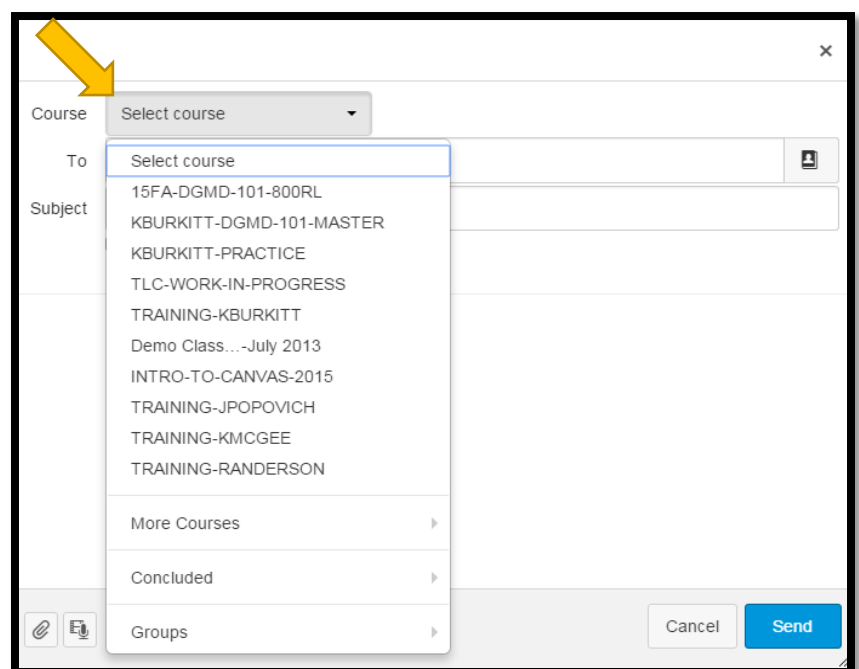 ×
Course Select course
To Select course
15FA-DGMD-101-800RL
Subject
KBURKITT-DGMD-101-MASTER
KBURKITT-PRACTICE
TLC-WORK-IN-PROGRESS
TRAINING-KBURKITT
Demo Class...-July 2013
INTRO-TO-CANVAS-2015
TRAINING-JPOPOVICH
TRAINING-KMCGEE
TRAINING-RANDERSON
More Courses
Concluded
Groups
Cancel Send